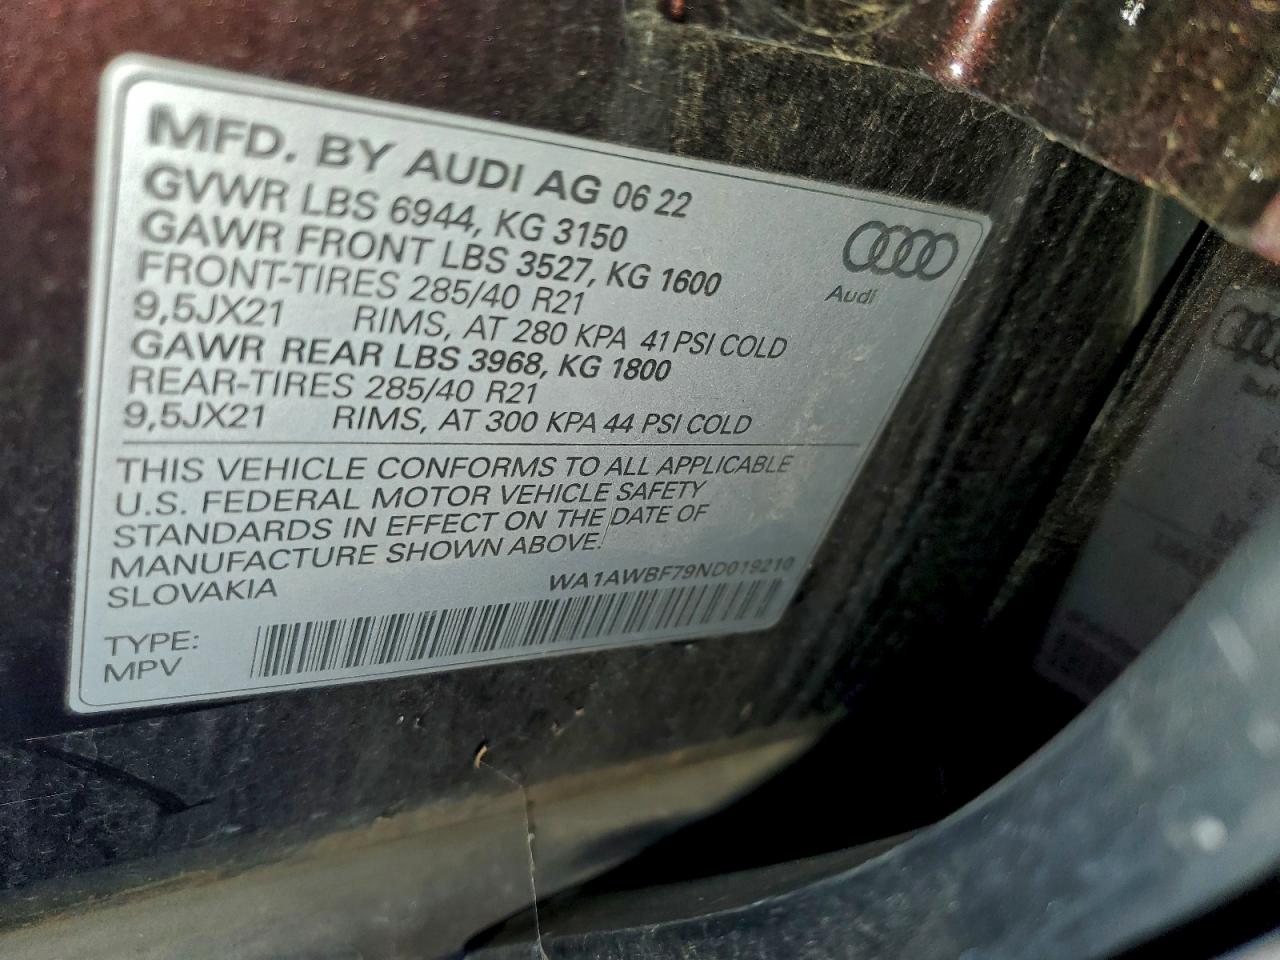 MFD. BY AUDI AG 06 22
GVWR LBS 6944, KG 3150
GAWR FRONT LBS 3527, KG 1600
FRONT-TIRES 285/40 R21
9,5JX21 RIMS, AT 280 KPA 41 PSI COLD
GAWR REAR LBS 3968, KG 1800
REAR-TIRES 285/40 R21
9,5JX21 RIMS, AT 300 KPA 44 PSI COLD
Audi
THIS VEHICLE CONFORMS TO ALL APPLICABLE
U.S. FEDERAL MOTOR VEHICLE SAFETY
STANDARDS IN EFFECT ON THE DATE OF
MANUFACTURE SHOWN ABOVE.
SLOVAKIA WA1AWBF79ND019210
TYPE:
MPV